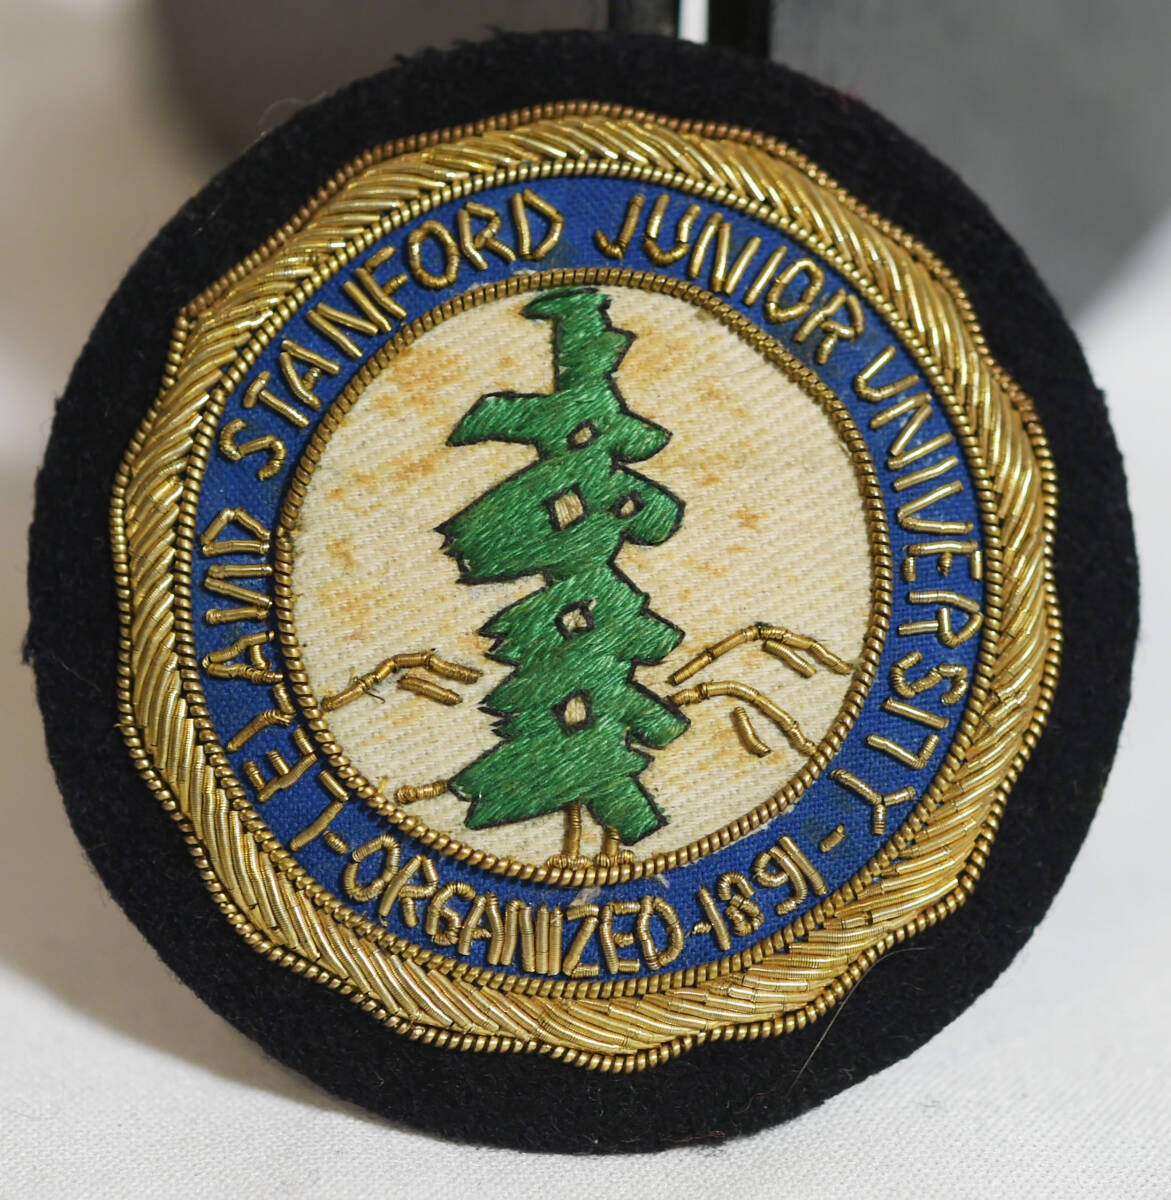 LELAND STANFORD JUNIOR UNIVERSITY - ORGANIZED - 1891 -